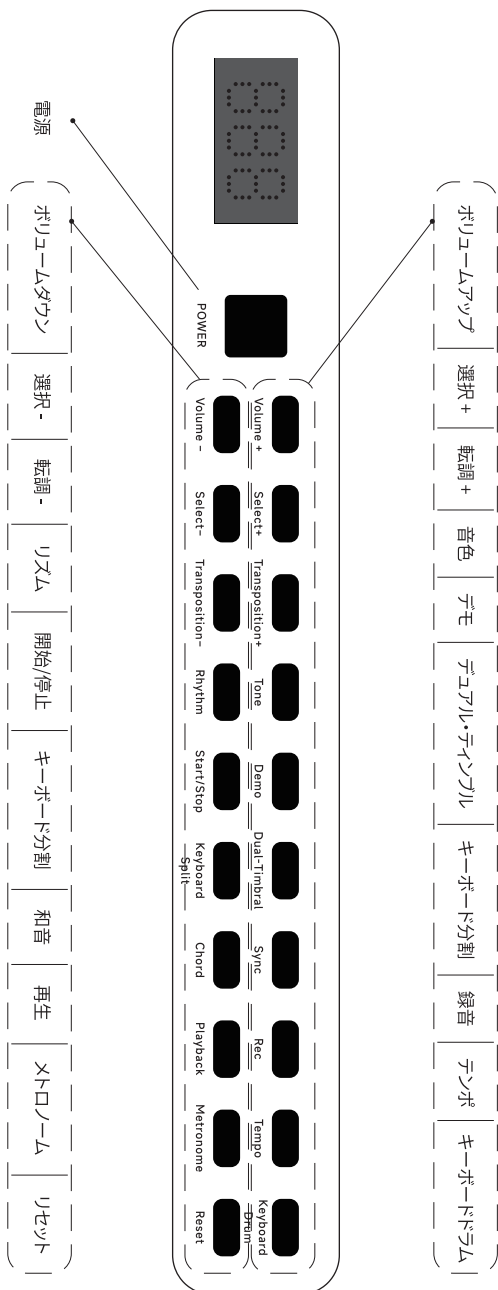 電源
ボリュームダウン
選択 -
転調 -
リズム
開始/停止
キーボード分割
和音
再生
メトロノーム
リセット
888
POWER
Volume +
Select+
Transposition+
Tone
Demo
Dual-Timbral
Sync
Rec
Tempo
Keyboard
Drum
Volume -
Select-
Transposition-
Rhythm
Start/Stop
Keyboard
Split
Chord
Playback
Metronome
Reset
ボリュームアップ
選択 +
転調 +
音色
デモ
デュアル・ティンブル
キーボード分割
録音
テンポ
キーボードドラム